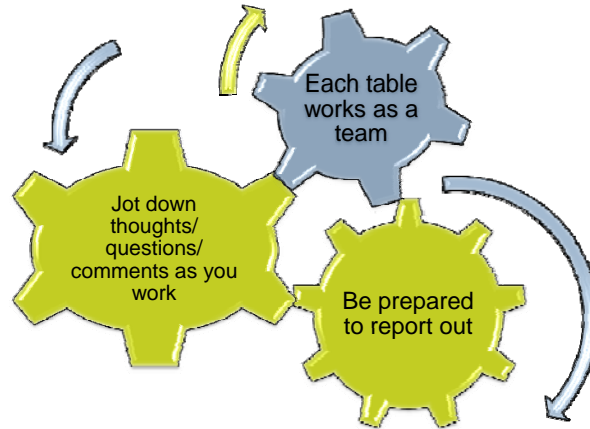 Each table
works as a
team
Jot down
thoughts/
questions/
comments as you
work
Be prepared
to report out